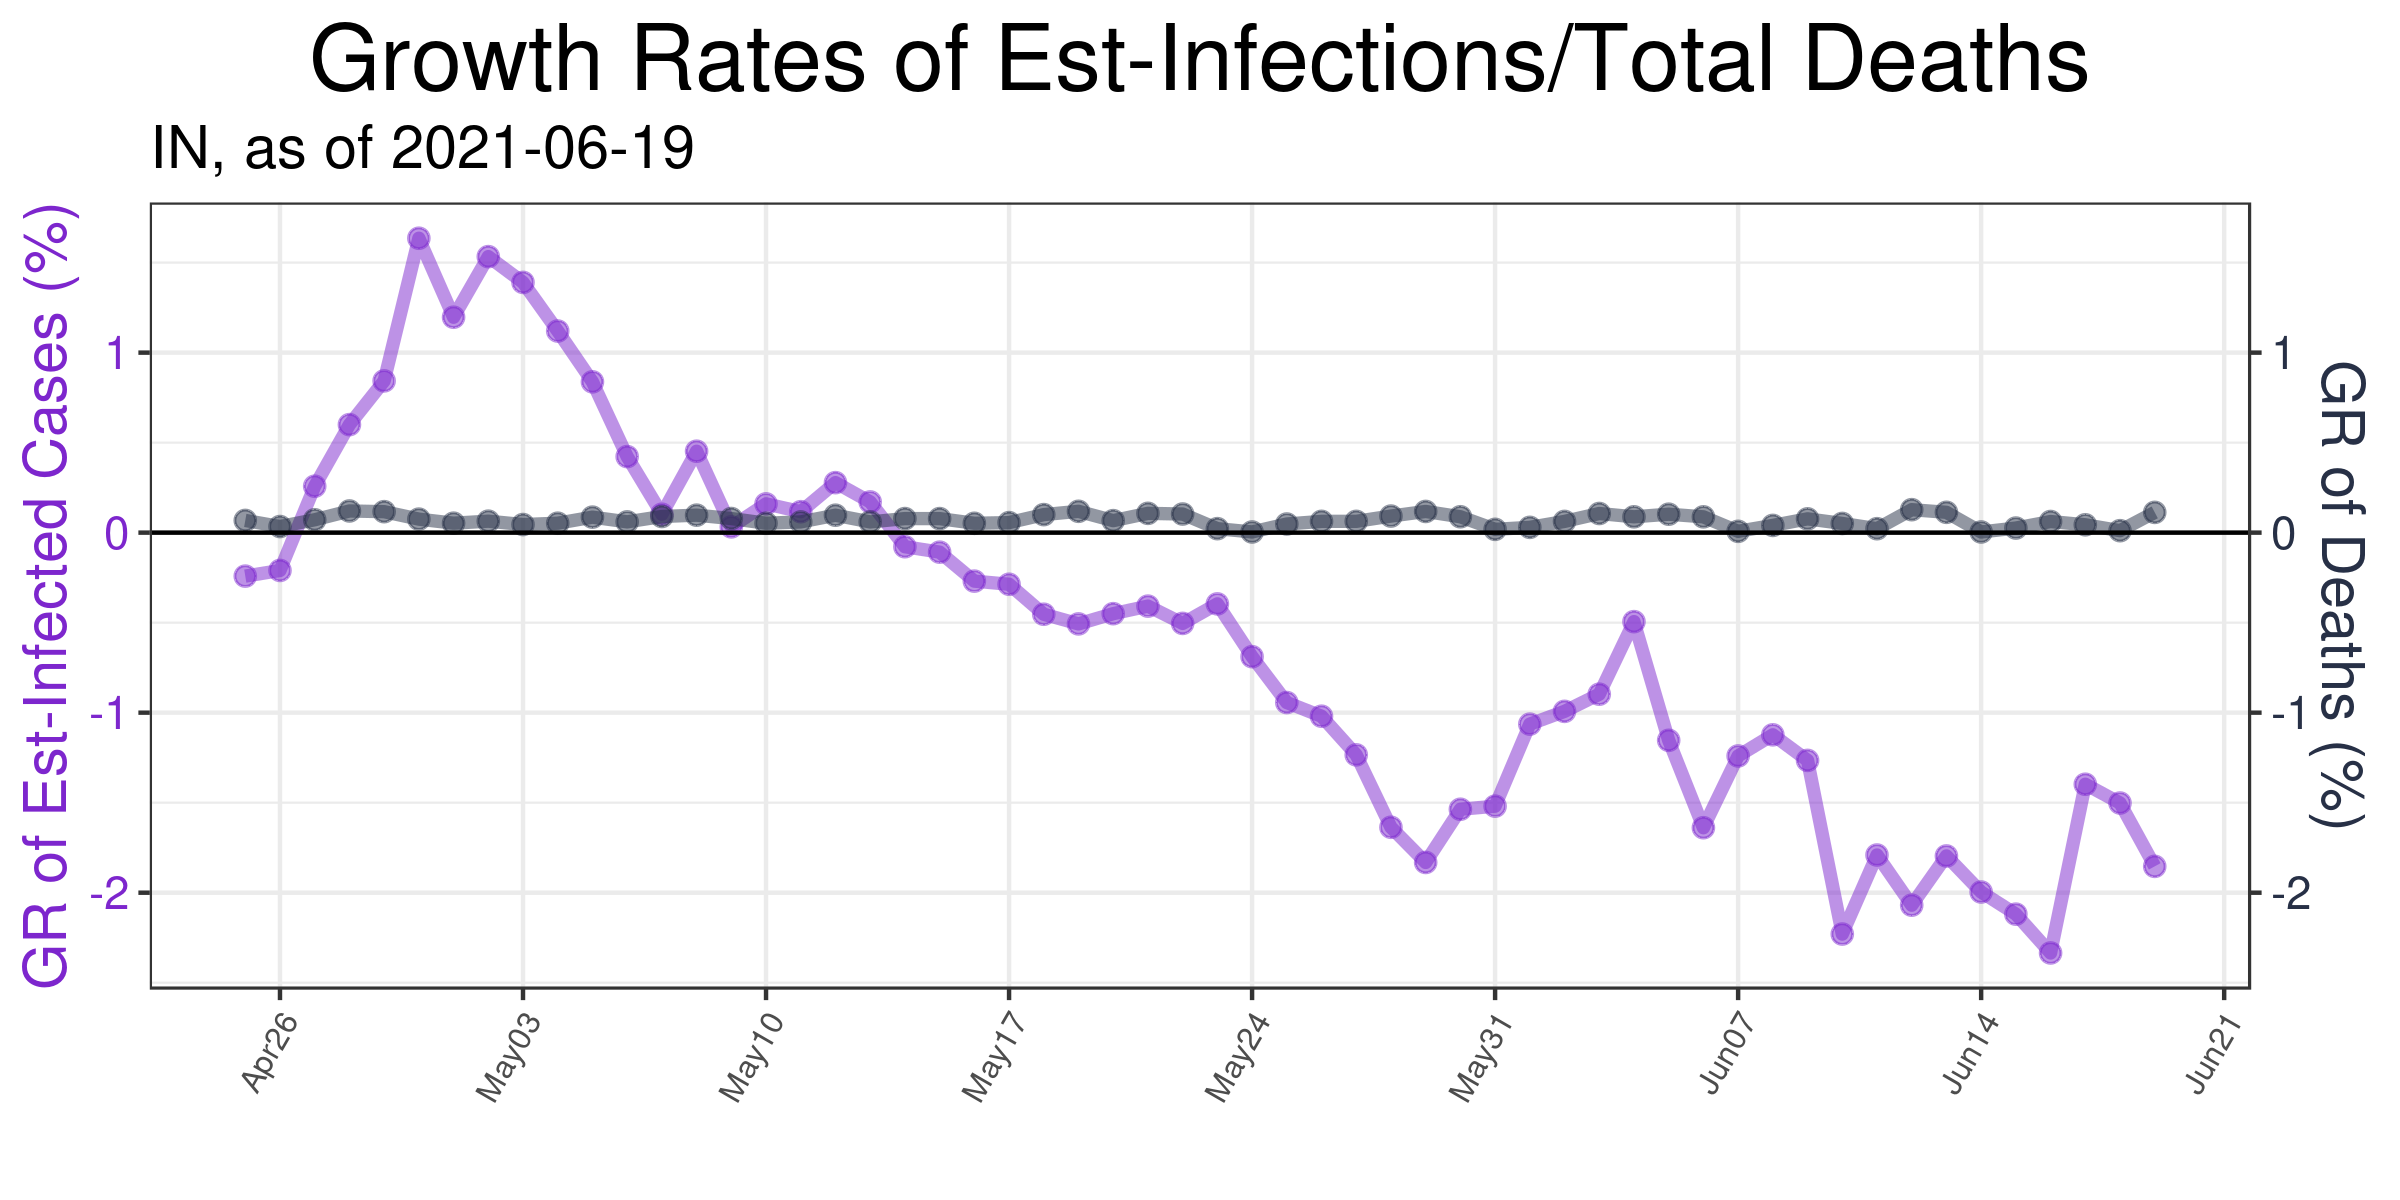 Growth Rates of Est-Infections/Total Deaths
IN, as of 2021-06-19
GR of Est-Infected Cases (%)
1
0
-1
-2
1
0
-1
-2
GR of Deaths (%)
Apr26
May03
May10
May17
May24
May31
Jun07
Jun14
Jun21